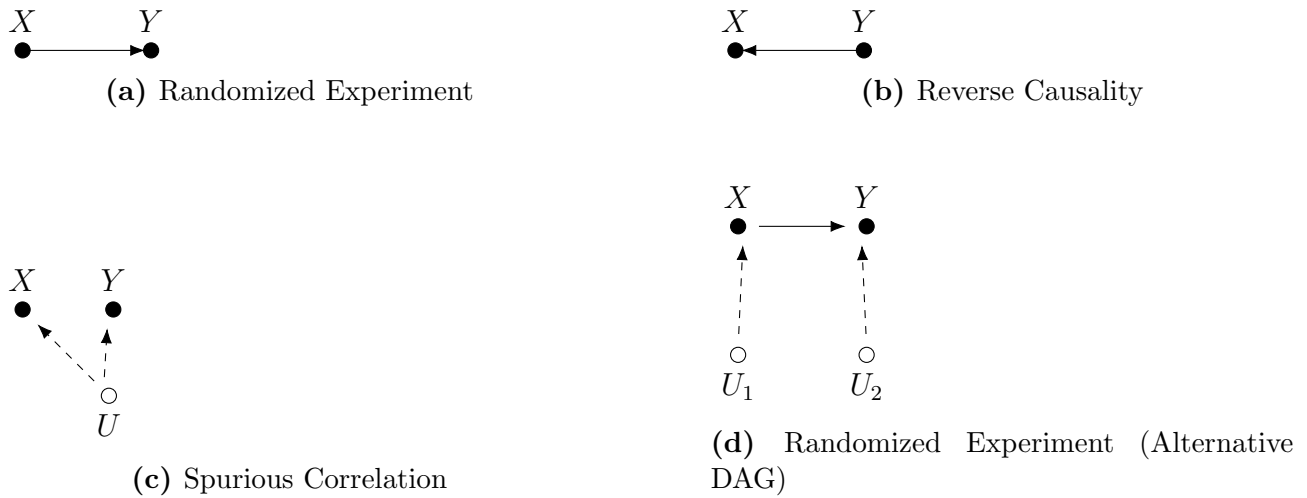 X Y
(a) Randomized Experiment
X Y
(b) Reverse Causality
X Y
U
(c) Spurious Correlation
X Y
U₁ U₂
(d) Randomized Experiment (Alternative
DAG)